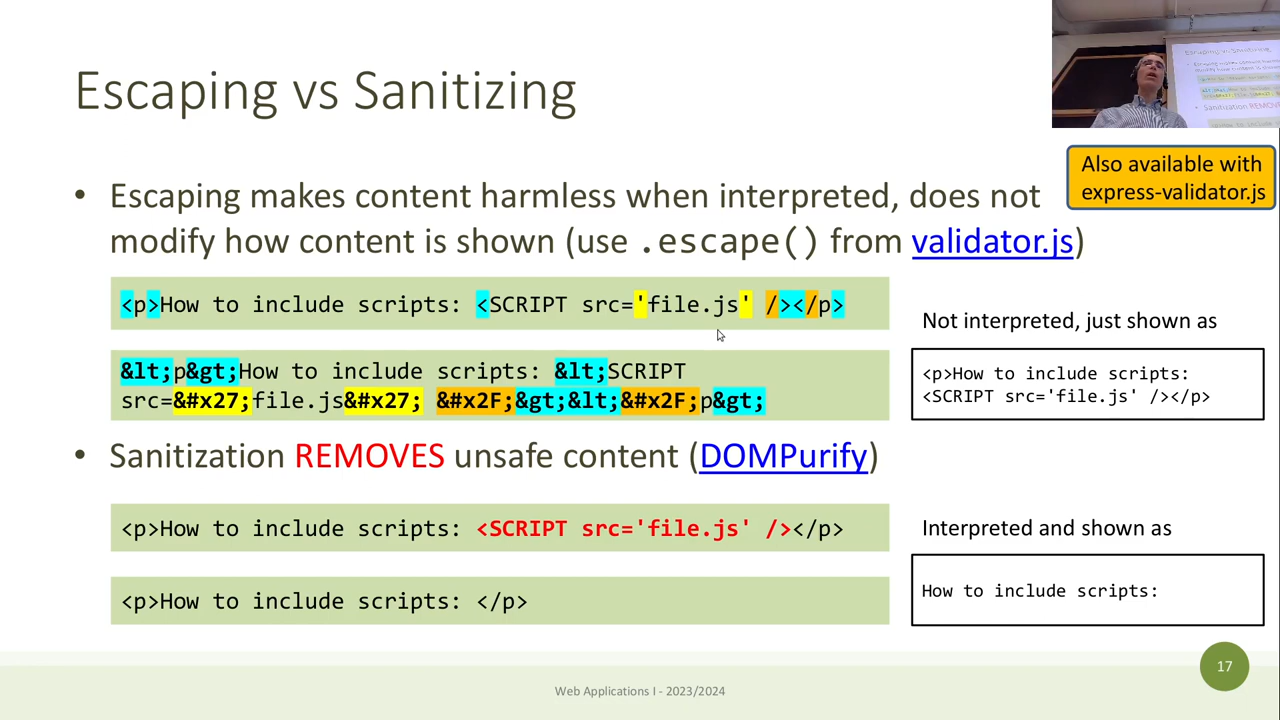 Escaping vs Sanitizing
Also available with
express-validator.js
• Escaping makes content harmless when interpreted, does not
modify how content is shown (use .escape() from validator.js)
<p>How to include scripts: <SCRIPT src='file.js' /></p>
Not interpreted, just shown as
&lt;p&gt;How to include scripts: &lt;SCRIPT
src=&#x27;file.js&#x27; &#x2F;&gt;&lt;&#x2F;p&gt;
<p>How to include scripts:
<SCRIPT src='file.js' /></p>
• Sanitization REMOVES unsafe content (DOMPurify)
<p>How to include scripts: <SCRIPT src='file.js' /></p>
Interpreted and shown as
<p>How to include scripts: </p>
How to include scripts:
17
Web Applications I - 2023/2024